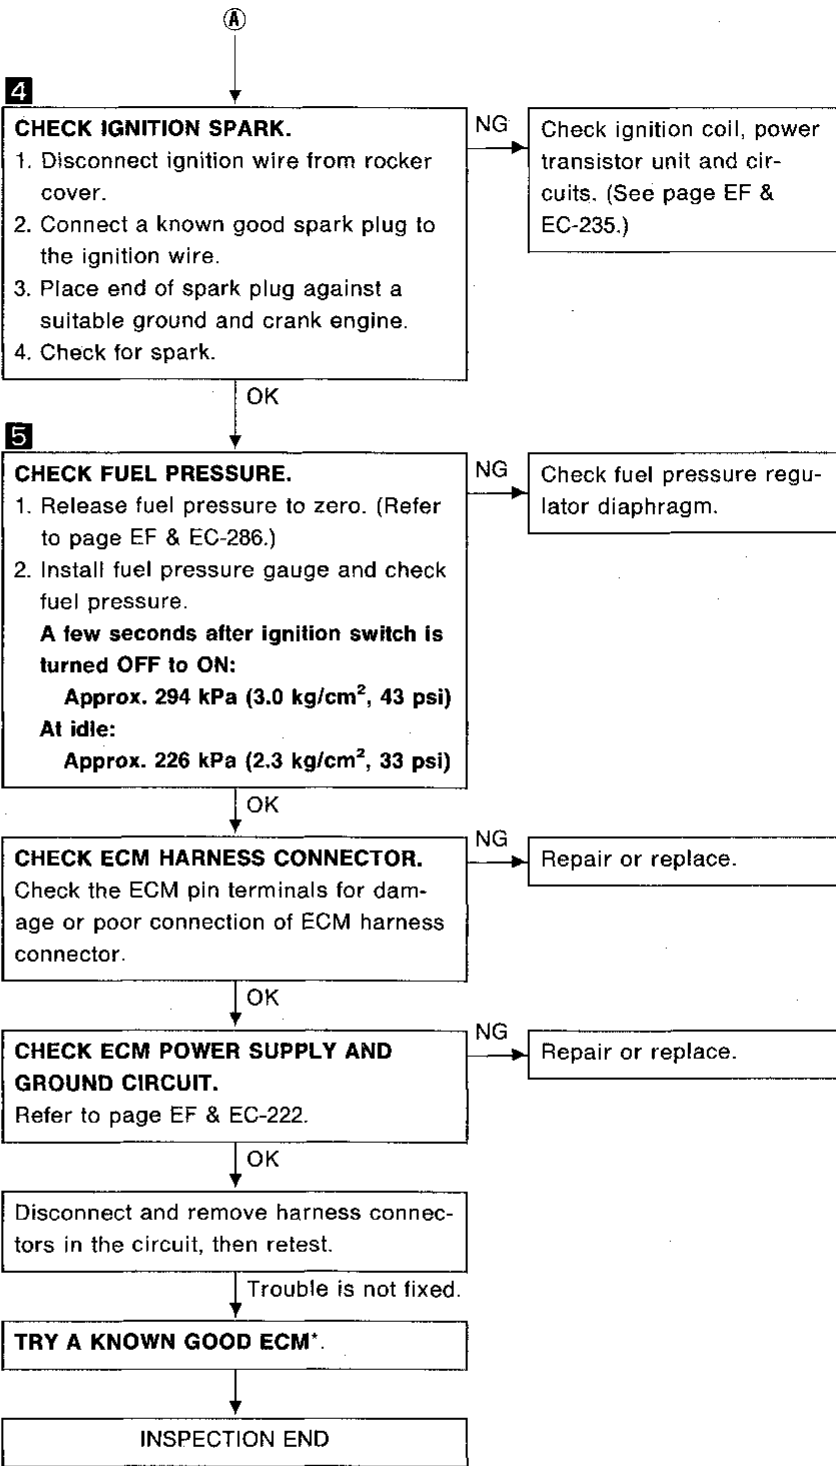 A
4
CHECK IGNITION SPARK.
1. Disconnect ignition wire from rocker
cover.
2. Connect a known good spark plug to
the ignition wire.
3. Place end of spark plug against a
suitable ground and crank engine.
4. Check for spark.
NG
Check ignition coil, power
transistor unit and cir-
cuits. (See page EF &
EC-235.)
OK
5
CHECK FUEL PRESSURE.
1. Release fuel pressure to zero. (Refer
to page EF & EC-286.)
2. Install fuel pressure gauge and check
fuel pressure.
A few seconds after ignition switch is
turned OFF to ON:
Approx. 294 kPa (3.0 kg/cm², 43 psi)
At idle:
Approx. 226 kPa (2.3 kg/cm², 33 psi)
NG
Check fuel pressure regu-
lator diaphragm.
OK
CHECK ECM HARNESS CONNECTOR.
Check the ECM pin terminals for dam-
age or poor connection of ECM harness
connector.
NG
Repair or replace.
OK
CHECK ECM POWER SUPPLY AND
GROUND CIRCUIT.
Refer to page EF & EC-222.
NG
Repair or replace.
OK
Disconnect and remove harness connec-
tors in the circuit, then retest.
Trouble is not fixed.
TRY A KNOWN GOOD ECM*.
INSPECTION END